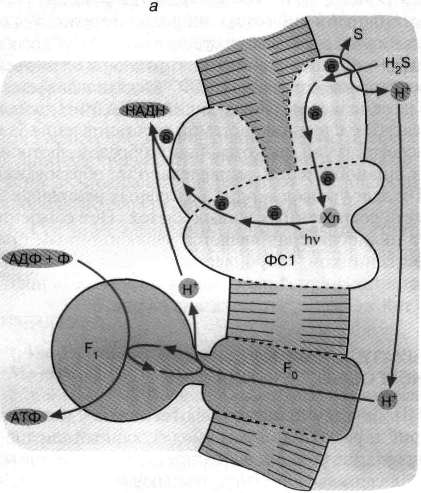 а
S
ē
H₂S
H⁺
НАДН
ē
ē
ē
ē
ē
Хл
hν
ФС1
АДФ + Ф
H⁺
F₁
F₀
H⁺
АТФ